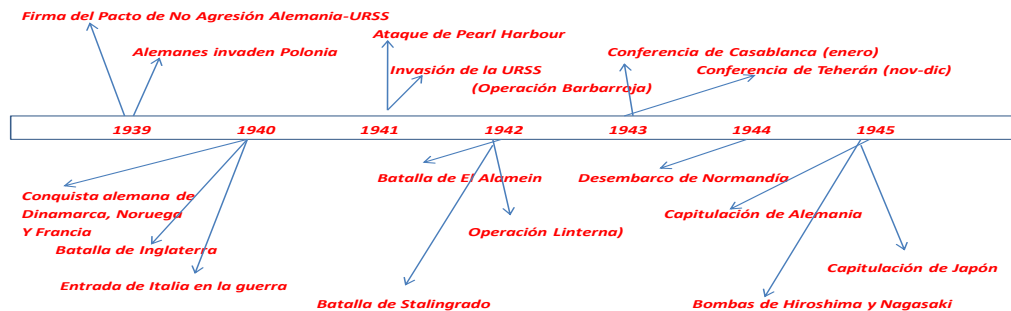 Firma del Pacto de No Agresión Alemania-URSS
Alemanes invaden Polonia
Ataque de Pearl Harbour
Invasión de la URSS
(Operación Barbarroja)
Conferencia de Casablanca (enero)
Conferencia de Teherán (nov-dic)
1939 1940 1941 1942 1943 1944 1945
Conquista alemana de
Dinamarca, Noruega
Y Francia
Batalla de Inglaterra
Entrada de Italia en la guerra
Batalla de El Alamein
Operación Linterna)
Batalla de Stalingrado
Desembarco de Normandía
Capitulación de Alemania
Capitulación de Japón
Bombas de Hiroshima y Nagasaki